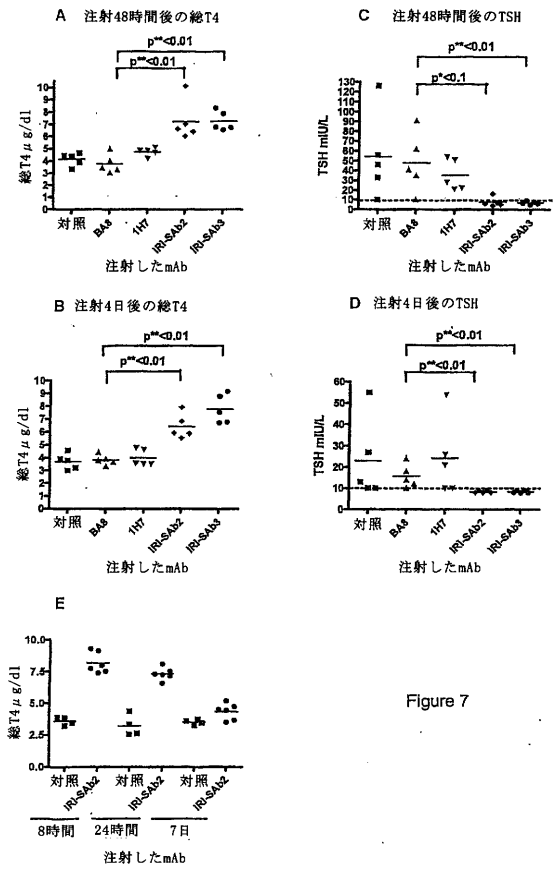 A 注射48時間後の総T4
p**<0.01
p**<0.01
総T4μg/dl
10
9
8
7
6
5
4
3
2
1
0
対照
BA8
1H7
IRI-SAb2
IRI-SAb3
注射したmAb
C 注射48時間後のTSH
p**<0.01
p*<0.1
TSH mIU/L
130
120
110
100
90
80
70
60
50
40
30
20
10
0
対照
BA8
1H7
IRI-SAb2
IRI-SAb3
注射したmAb
B 注射4日後の総T4
p**<0.01
p**<0.01
総T4μg/dl
10
9
8
7
6
5
4
3
2
1
0
対照
BA8
1H7
IRI-SAb2
IRI-SAb3
注射したmAb
D 注射4日後のTSH
p**<0.01
p**<0.01
TSH mIU/L
60
50
40
30
20
10
0
対照
BA8
1H7
IRI-SAb2
IRI-SAb3
注射したmAb
E
総T4μg/dl
10.0
7.5
5.0
2.5
0.0
対照
IRI-SAb2
対照
IRI-SAb2
対照
IRI-SAb2
8時間
24時間
7日
注射したmAb
Figure 7